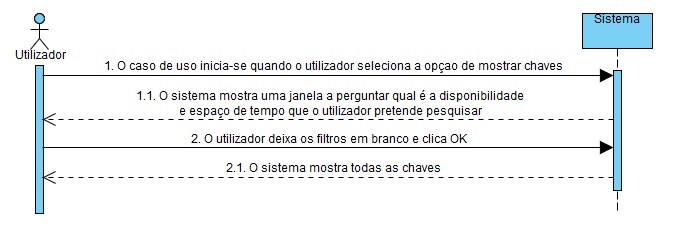 Sistema
Utilizador
1. O caso de uso inicia-se quando o utilizador seleciona a opçao de mostrar chaves
1.1. O sistema mostra uma janela a perguntar qual é a disponibilidade
e espaço de tempo que o utilizador pretende pesquisar
2. O utilizador deixa os filtros em branco e clica OK
2.1. O sistema mostra todas as chaves